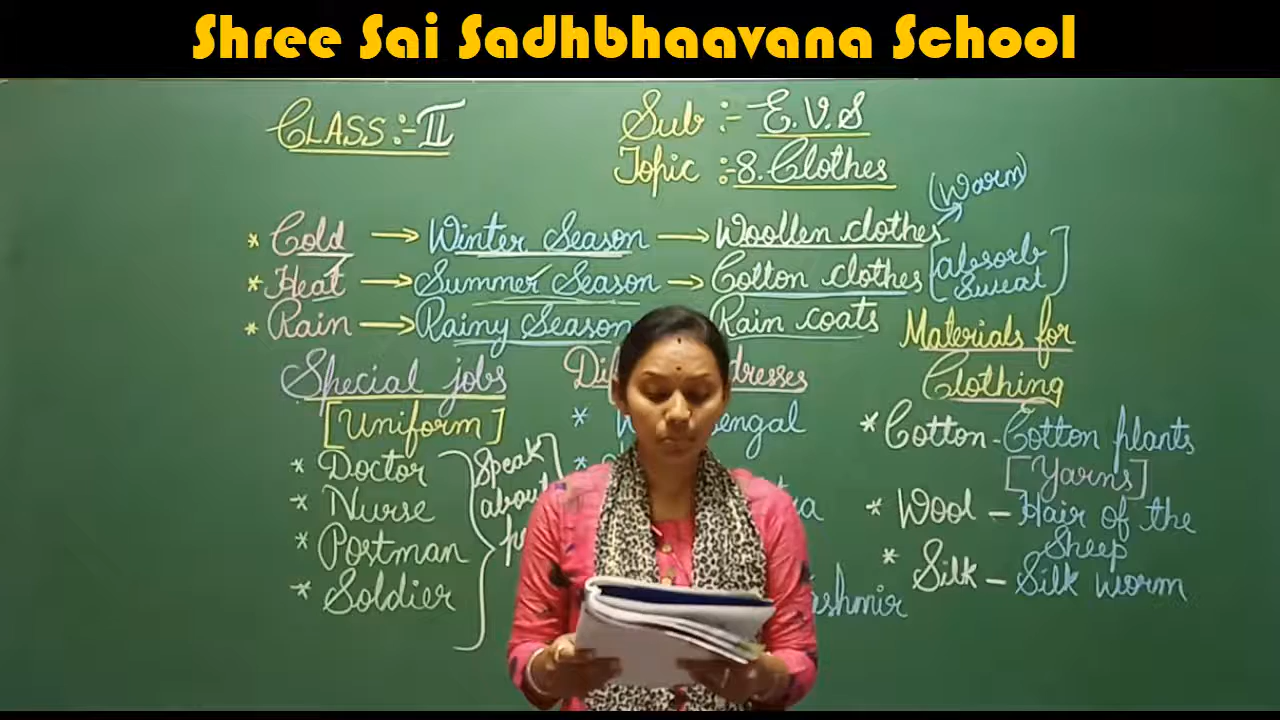 Shree Sai Sadhbhaavana School
CLASS:- II
Sub :- E.V.S
Topic :- 8. Clothes
* Cold → Winter Season → Woollen clothes (Warm)
* Heat → Summer Season → Cotton clothes [absorb sweat]
* Rain → Rainy Season Rain coats
Special jobs
[Uniform]
* Doctor
* Nurse
* Postman
* Soldier
Speak
about
dresses
*
*
Materials for
Clothing
* Cotton - Cotton plants
[Yarns]
* Wool - Hair of the
Sheep
* Silk - Silk worm